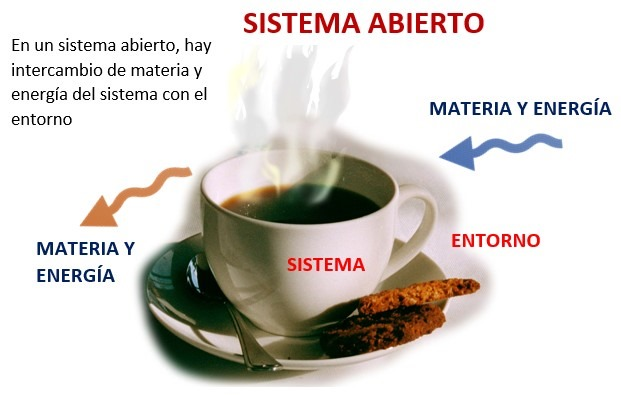 SISTEMA ABIERTO
En un sistema abierto, hay
intercambio de materia y
energía del sistema con el
entorno
MATERIA Y ENERGÍA
MATERIA Y
ENERGÍA
SISTEMA
ENTORNO